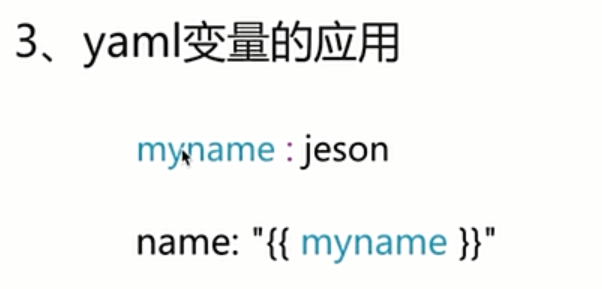 3、yaml变量的应用
myname : jeson
name: "{{ myname }}"